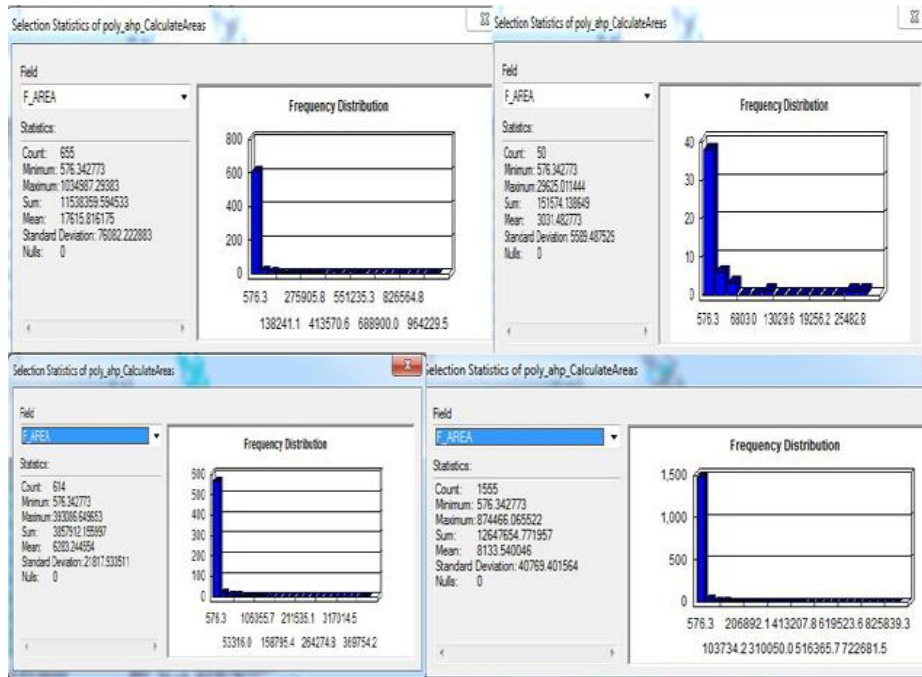 Selection Statistics of poly_ahp_CalculateAreas
Field
F_AREA
Statistics:
Count: 655
Minimum: 576.342773
Maximum: 1034987.29383
Sum: 11538359.594533
Mean: 17615.816175
Standard Deviation: 76082.222883
Nulls: 0
Frequency Distribution
800
600
400
200
0
576.3 275905.8 551235.3 826564.8
138241.1 413570.6 688900.0 964229.5
Selection Statistics of poly_ahp_CalculateAreas
Field
F_AREA
Statistics:
Count: 50
Minimum: 576.342773
Maximum: 29625.011444
Sum: 151574.138649
Mean: 3031.482773
Standard Deviation: 5589.487525
Nulls: 0
Frequency Distribution
40
30
20
10
0
576.3 6803.0 13029.6 19256.2 25482.8
Selection Statistics of poly_ahp_CalculateAreas
Field
F_AREA
Statistics:
Count: 614
Minimum: 576.342773
Maximum: 393086.649653
Sum: 3857912.155997
Mean: 6283.244554
Standard Deviation: 21817.533511
Nulls: 0
Frequency Distribution
600
500
400
300
200
100
0
576.3 106055.7 211535.1 317014.5
53316.0 158795.4 264274.8 369754.2
Selection Statistics of poly_ahp_CalculateAreas
Field
F_AREA
Statistics:
Count: 1555
Minimum: 576.342773
Maximum: 874466.065522
Sum: 12647654.771957
Mean: 8133.540046
Standard Deviation: 40769.401564
Nulls: 0
Frequency Distribution
1,500
1,000
500
0
576.3 206892.1 413207.8 619523.6 825839.3
103734.2 310050.0 516365.7 722681.5